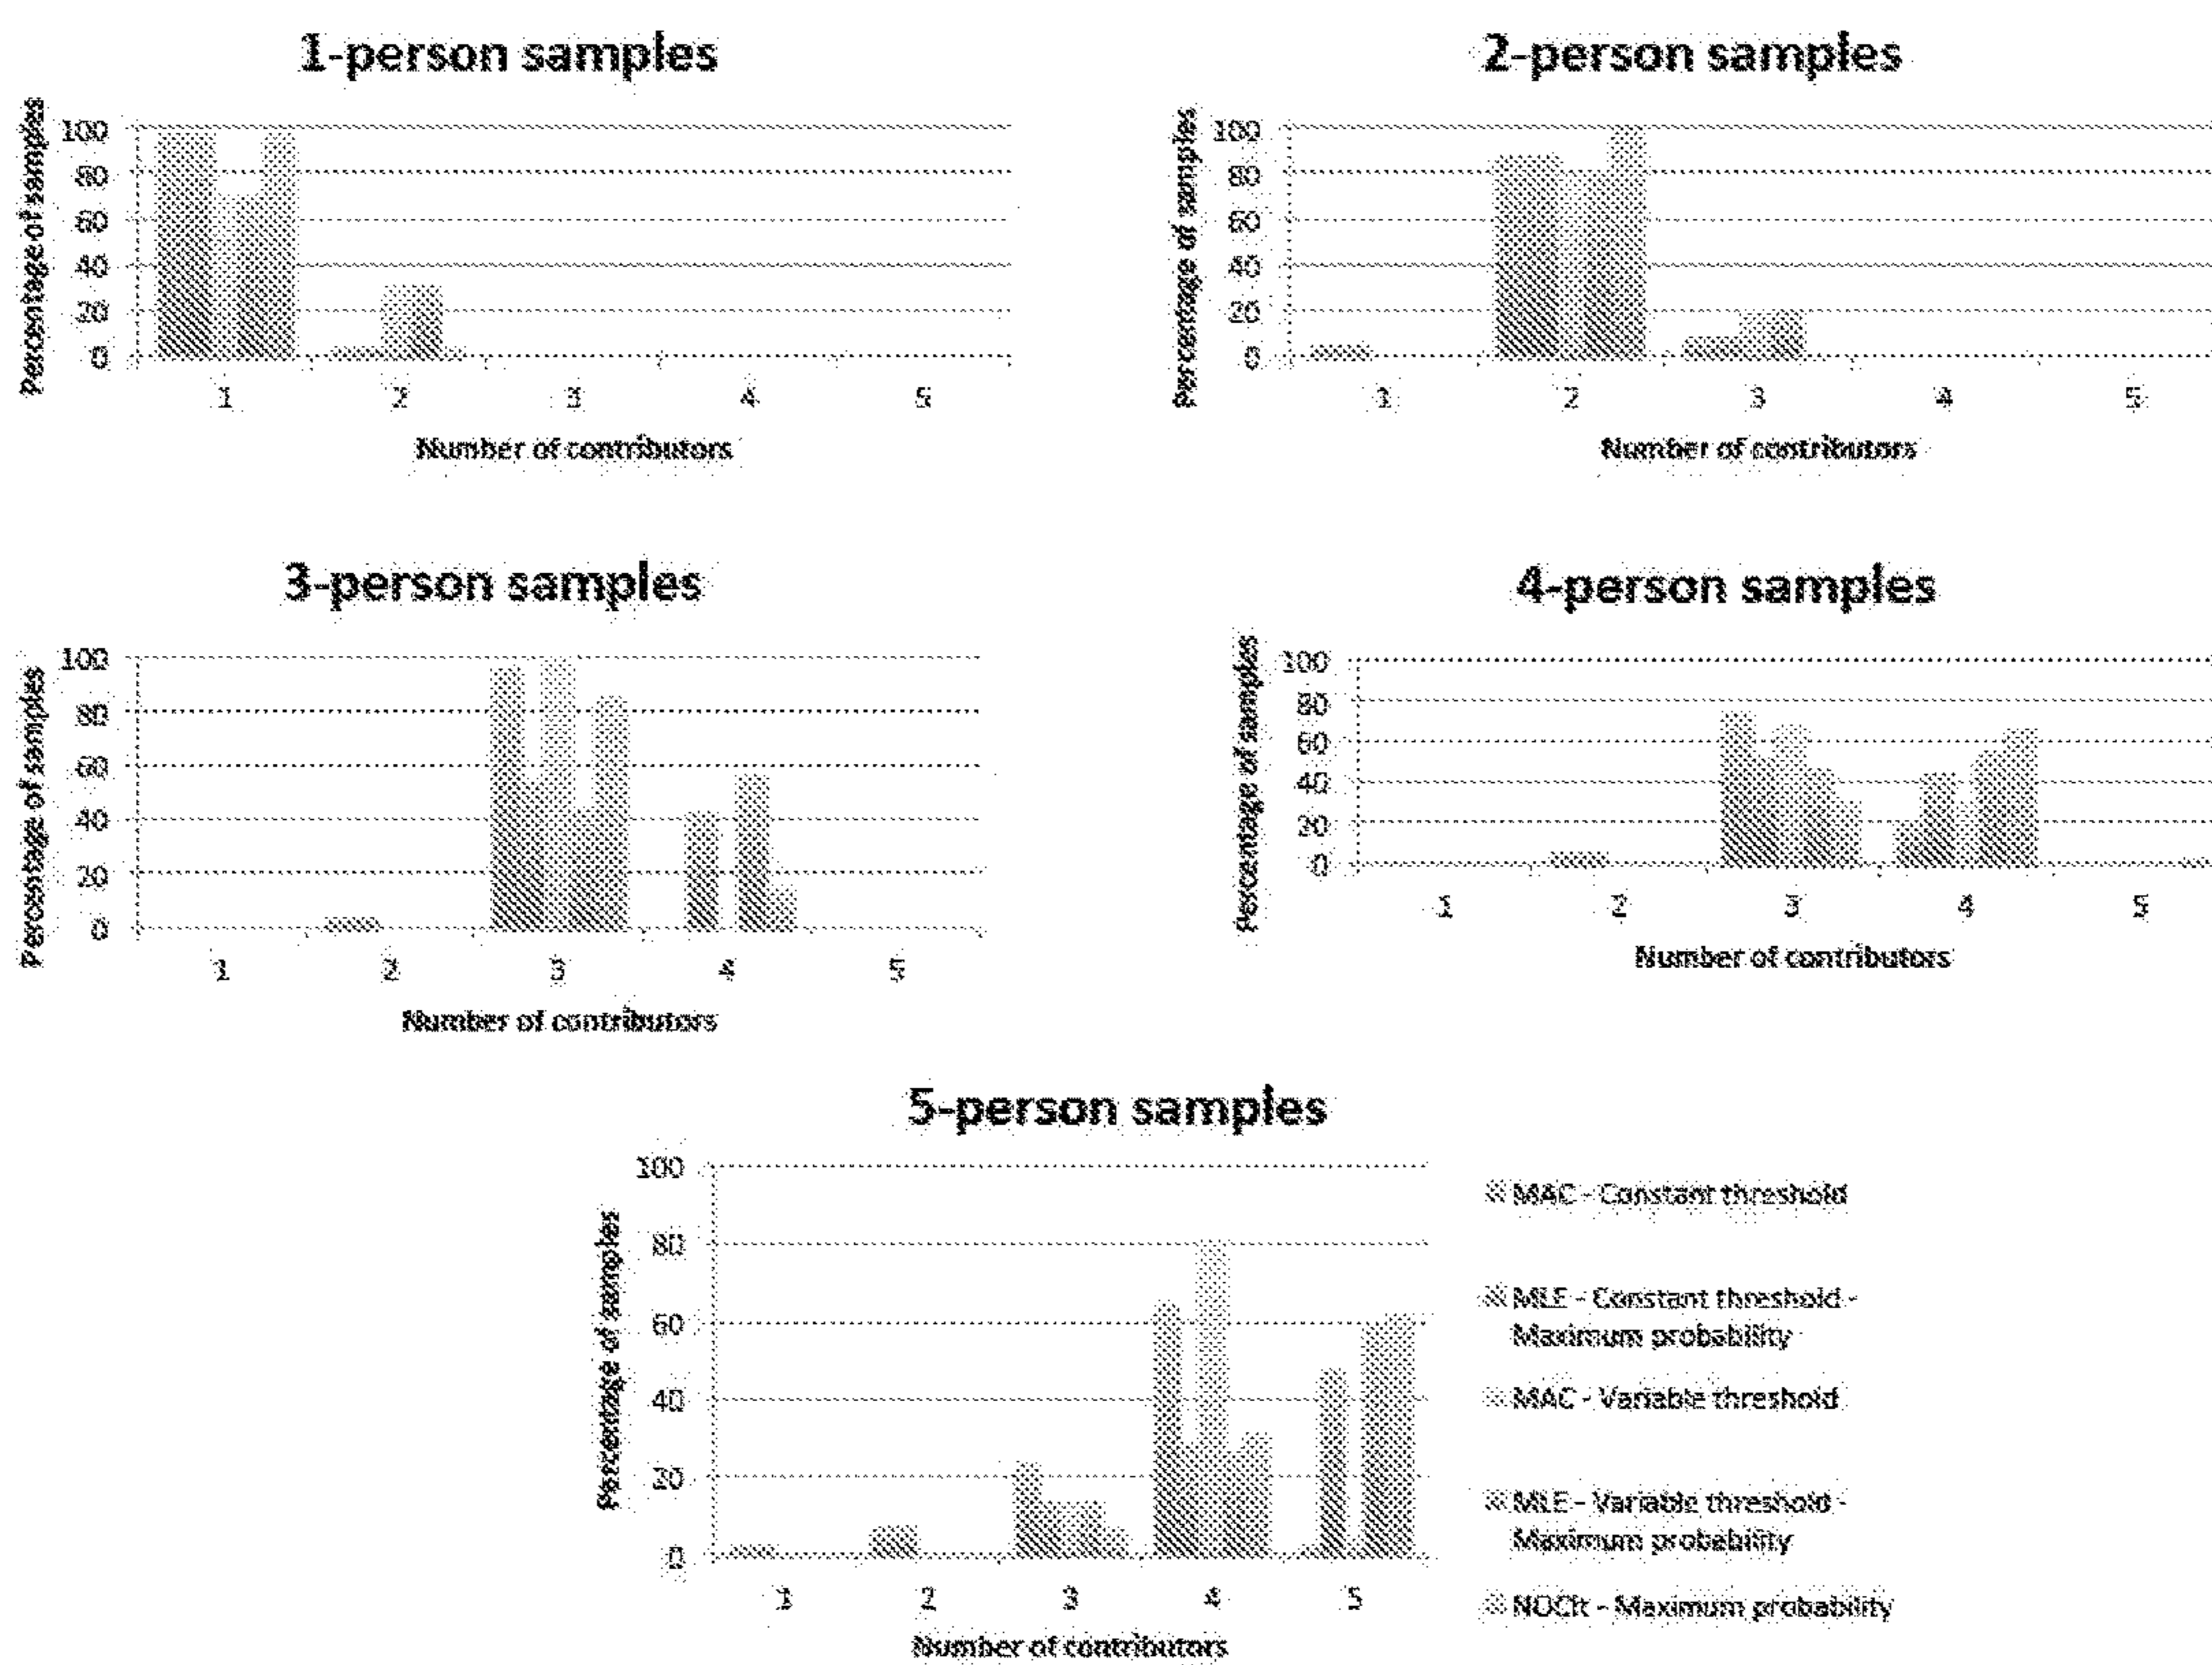 1-person samples
Percentage of samples
100
80
60
40
20
0
1 2 3 4 5
Number of contributors
2-person samples
Percentage of samples
100
80
60
40
20
0
1 2 3 4 5
Number of contributors
3-person samples
Percentage of samples
100
80
60
40
20
0
1 2 3 4 5
Number of contributors
4-person samples
Percentage of samples
100
80
60
40
20
0
1 2 3 4 5
Number of contributors
5-person samples
Percentage of samples
100
80
60
40
20
0
1 2 3 4 5
Number of contributors
MAC - Constant threshold
MLE - Constant threshold -
Maximum probability
MAC - Variable threshold
MLE - Variable threshold -
Maximum probability
NOCIt - Maximum probability